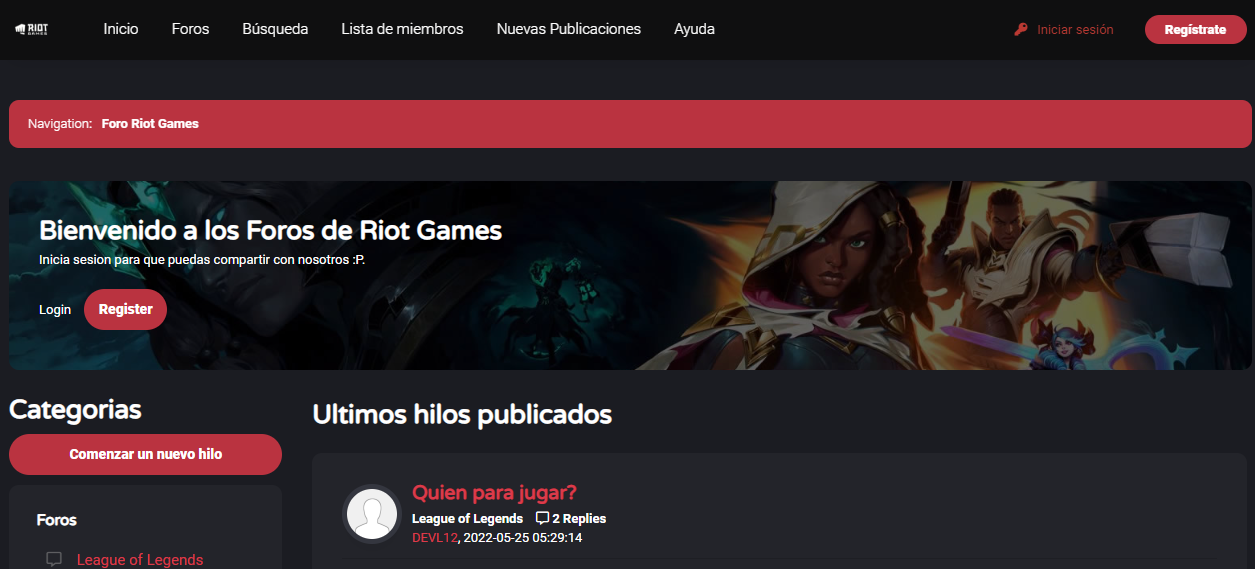 RIOT GAMES Inicio Foros Búsqueda Lista de miembros Nuevas Publicaciones Ayuda Iniciar sesión Regístrate
Navigation: Foro Riot Games
Bienvenido a los Foros de Riot Games
Inicia sesion para que puedas compartir con nosotros :P.
Login Register
Categorias
Comenzar un nuevo hilo
Foros
League of Legends
Ultimos hilos publicados
Quien para jugar?
League of Legends 2 Replies
DEVL12, 2022-05-25 05:29:14